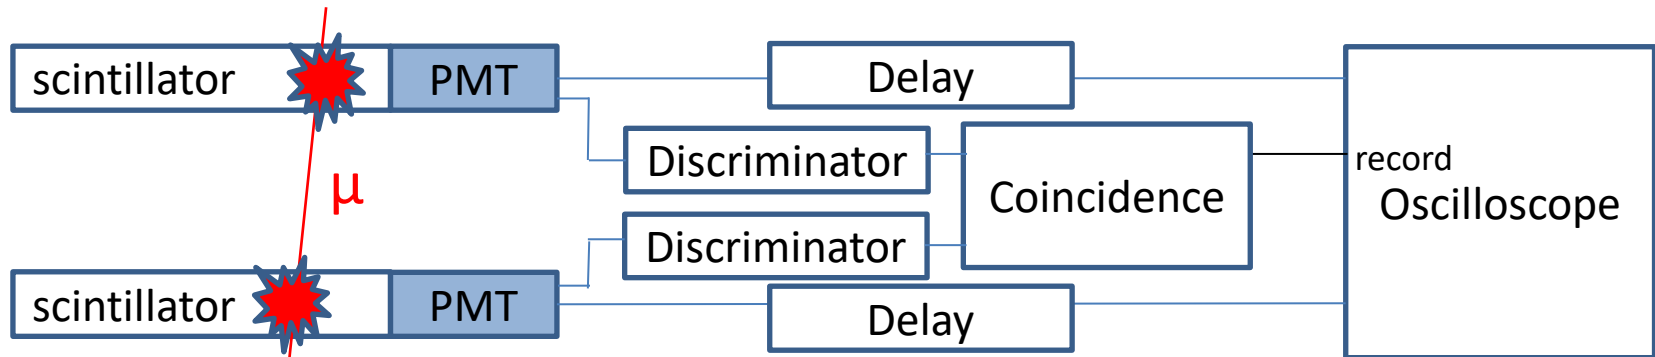 scintillator
PMT
Delay
Discriminator
record
μ
Coincidence
Oscilloscope
Discriminator
scintillator
PMT
Delay